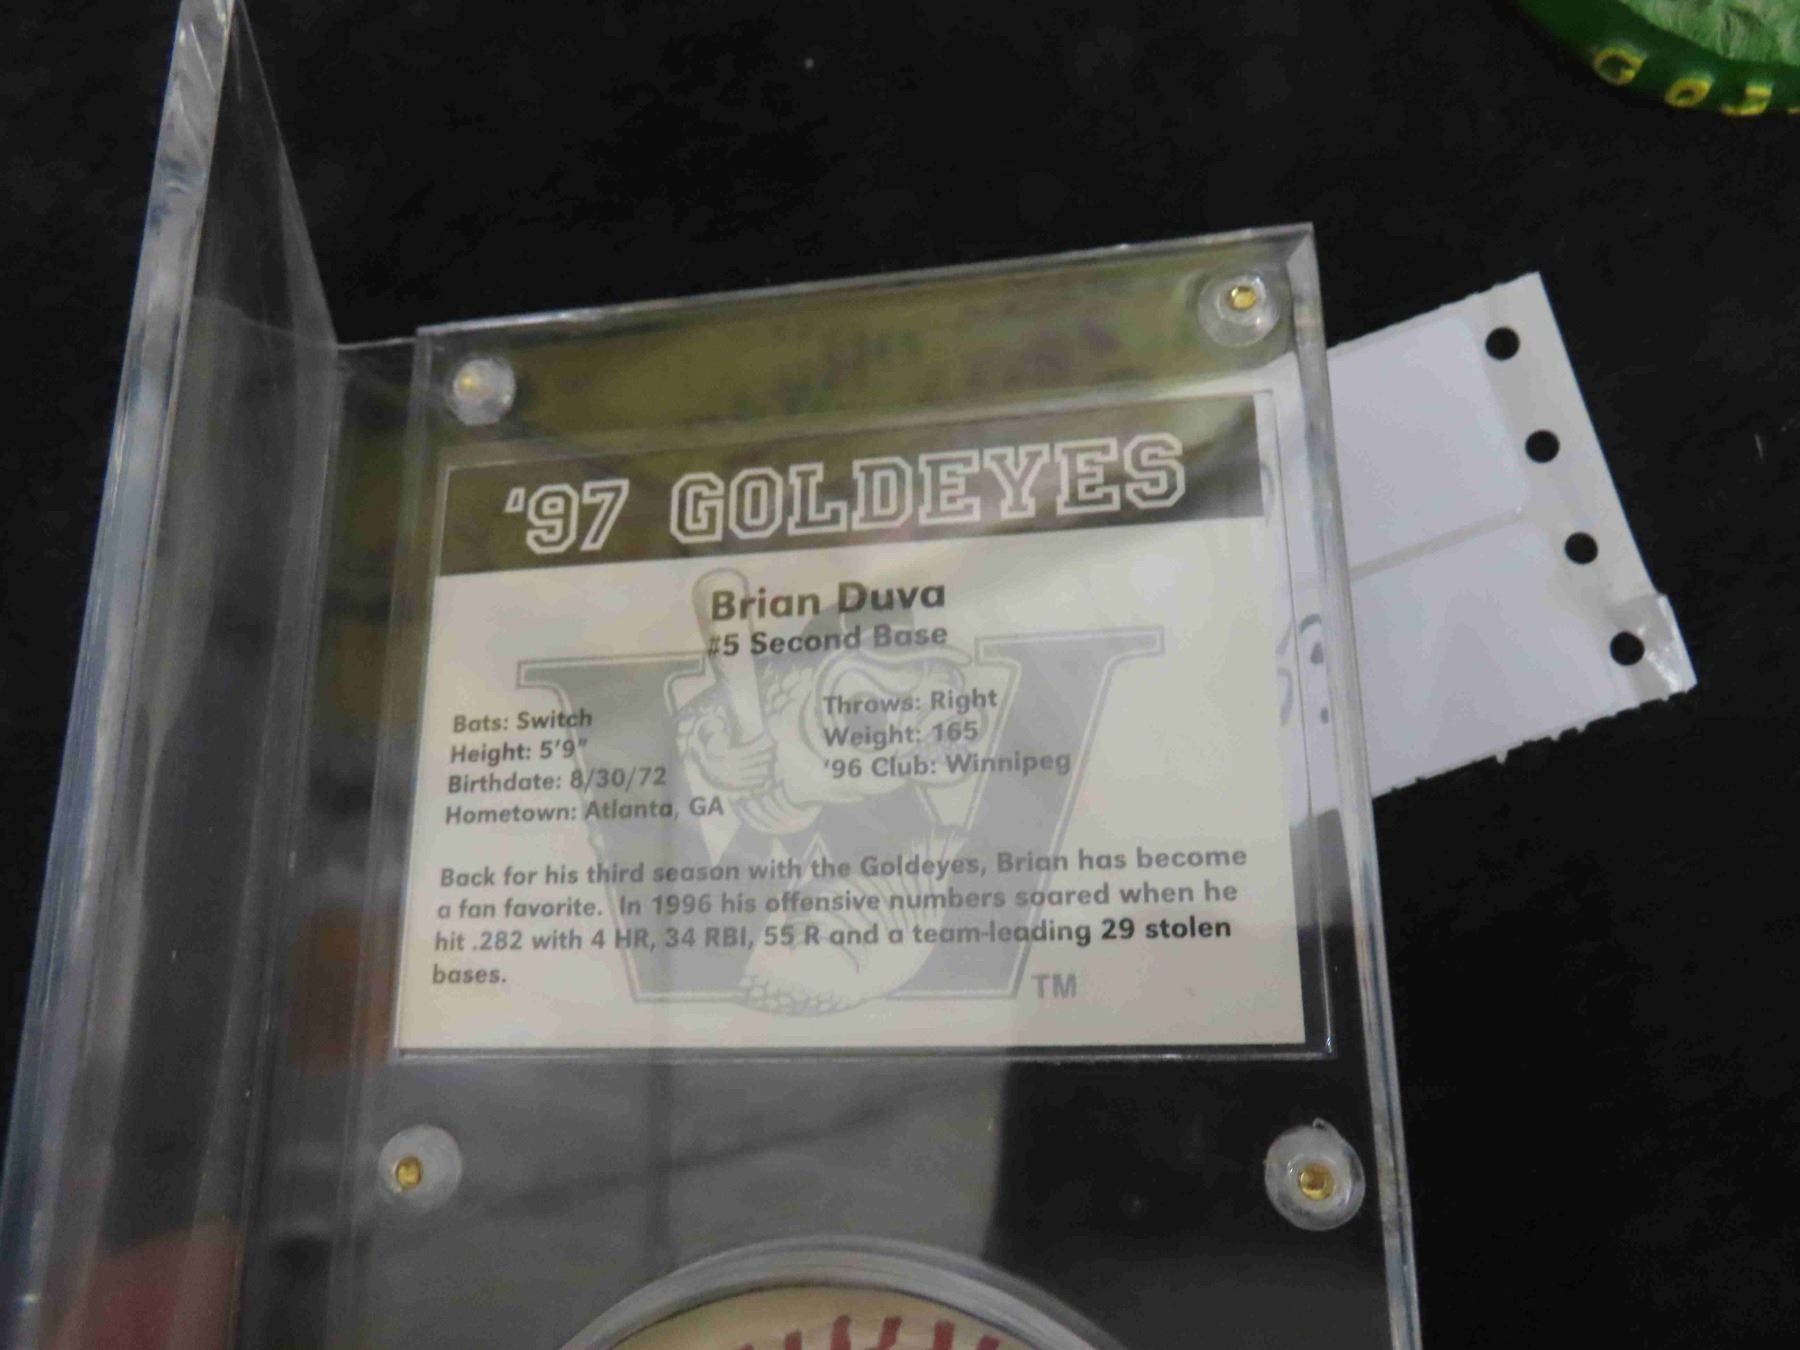 GO
'97 GOLDEYES
Brian Duva
#5 Second Base
Bats: Switch
Height: 5'9"
Birthdate: 8/30/72
Hometown: Atlanta, GA
Throws: Right
Weight: 165
'96 Club: Winnipeg
Back for his third season with the Goldeyes, Brian has become
a fan favorite. In 1996 his offensive numbers soared when he
hit .282 with 4 HR, 34 RBI, 55 R and a team-leading 29 stolen
bases.
TM